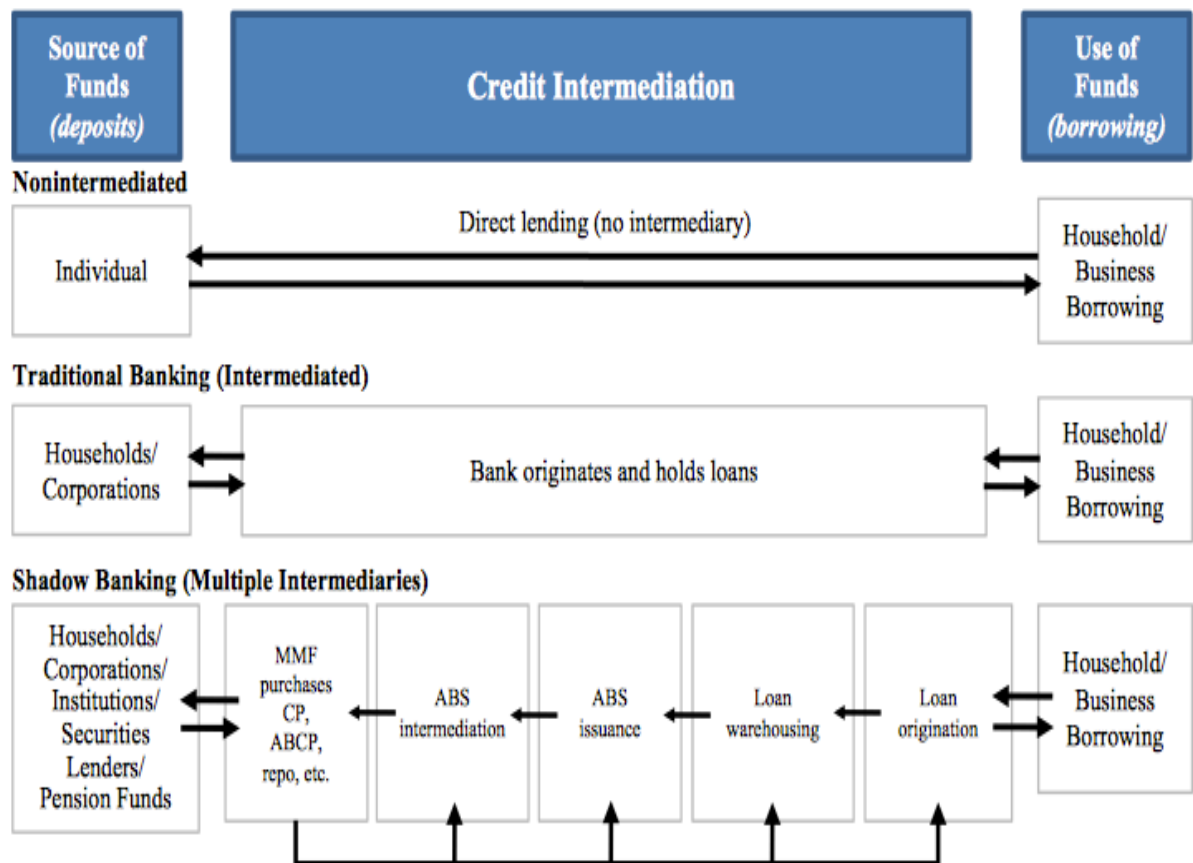 Source of
Funds
(deposits)
Credit Intermediation
Use of
Funds
(borrowing)
Nonintermediated
Individual
Direct lending (no intermediary)
Household/
Business
Borrowing
Traditional Banking (Intermediated)
Households/
Corporations
Bank originates and holds loans
Household/
Business
Borrowing
Shadow Banking (Multiple Intermediaries)
Households/
Corporations/
Institutions/
Securities
Lenders/
Pension Funds
MMF
purchases
CP,
ABCP,
repo, etc.
ABS
intermediation
ABS
issuance
Loan
warehousing
Loan
origination
Household/
Business
Borrowing